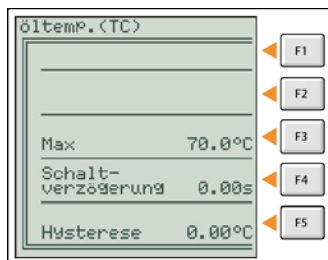 öltemp.(TC)
F1
F2
Max 70.0°C
F3
Schalt-
verzögerung 0.00s
F4
Hysterese 0.00°C
F5